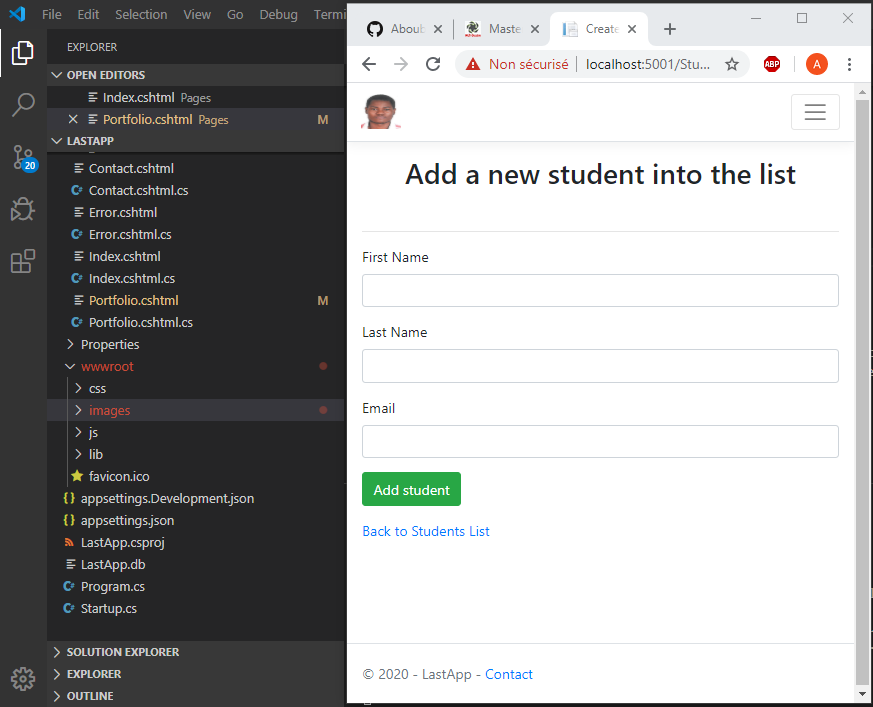 File Edit Selection View Go Debug Termi
EXPLORER
OPEN EDITORS
Index.cshtml Pages
Portfolio.cshtml Pages M
LASTAPP
Contact.cshtml
Contact.cshtml.cs
Error.cshtml
Error.cshtml.cs
Index.cshtml
Index.cshtml.cs
Portfolio.cshtml M
Portfolio.cshtml.cs
Properties
wwwroot
css
images
js
lib
favicon.ico
{} appsettings.Development.json
{} appsettings.json
LastApp.csproj
LastApp.db
C# Program.cs
C# Startup.cs
SOLUTION EXPLORER
EXPLORER
OUTLINE
20
Aboub
Maste
Create
Non sécurisé | localhost:5001/Stu...
ABP
A
Add a new student into the list
First Name
Last Name
Email
Add student
Back to Students List
© 2020 - LastApp - Contact